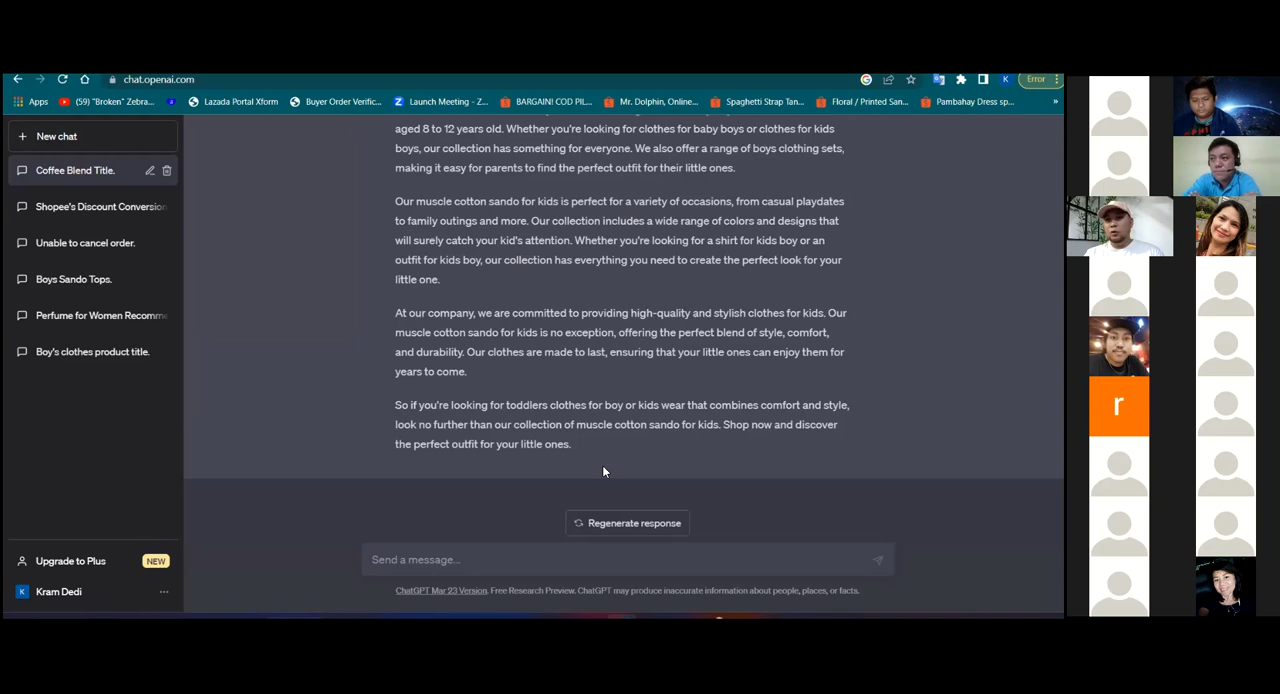 chat.openai.com
Error
Apps
(59) "Broken" Zebra...
Lazada Portal Xform
Buyer Order Verific...
Launch Meeting - Z...
BARGAIN! COD PIL...
Mr. Dolphin, Online...
Spaghetti Strap Tan...
Floral / Printed San...
Pambahay Dress sp...
»
New chat
Coffee Blend Title.
Shopee's Discount Conversion
Unable to cancel order.
Boys Sando Tops.
Perfume for Women Recomme
Boy's clothes product title.
Upgrade to Plus
NEW
K
Kram Dedi
aged 8 to 12 years old. Whether you're looking for clothes for baby boys or clothes for kids
boys, our collection has something for everyone. We also offer a range of boys clothing sets,
making it easy for parents to find the perfect outfit for their little ones.
Our muscle cotton sando for kids is perfect for a variety of occasions, from casual playdates
to family outings and more. Our collection includes a wide range of colors and designs that
will surely catch your kid's attention. Whether you're looking for a shirt for kids boy or an
outfit for kids boy, our collection has everything you need to create the perfect look for your
little one.
At our company, we are committed to providing high-quality and stylish clothes for kids. Our
muscle cotton sando for kids is no exception, offering the perfect blend of style, comfort,
and durability. Our clothes are made to last, ensuring that your little ones can enjoy them for
years to come.
So if you're looking for toddlers clothes for boy or kids wear that combines comfort and style,
look no further than our collection of muscle cotton sando for kids. Shop now and discover
the perfect outfit for your little ones.
Regenerate response
Send a message...
ChatGPT Mar 23 Version. Free Research Preview. ChatGPT may produce inaccurate information about people, places, or facts.
r